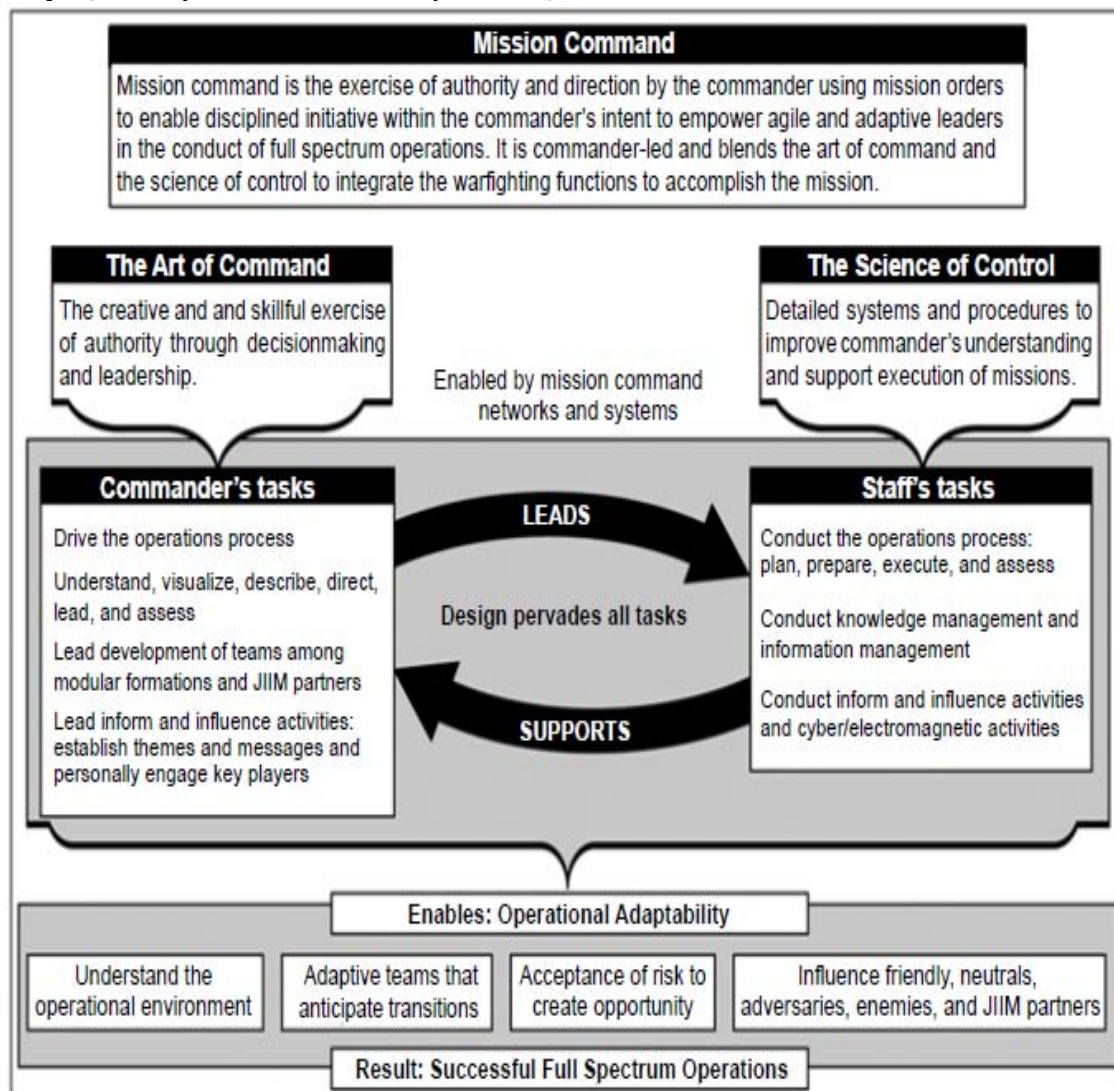 Mission Command
Mission command is the exercise of authority and direction by the commander using mission orders
to enable disciplined initiative within the commander's intent to empower agile and adaptive leaders
in the conduct of full spectrum operations. It is commander-led and blends the art of command and
the science of control to integrate the warfighting functions to accomplish the mission.
The Art of Command
The creative and and skillful exercise
of authority through decisionmaking
and leadership.
The Science of Control
Detailed systems and procedures to
improve commander's understanding
and support execution of missions.
Enabled by mission command
networks and systems
Commander's tasks
Drive the operations process
Understand, visualize, describe, direct,
lead, and assess
Lead development of teams among
modular formations and JIIM partners
Lead inform and influence activities:
establish themes and messages and
personally engage key players
LEADS
Design pervades all tasks
SUPPORTS
Staff's tasks
Conduct the operations process:
plan, prepare, execute, and assess
Conduct knowledge management and
information management
Conduct inform and influence activities
and cyber/electromagnetic activities
Enables: Operational Adaptability
Understand the
operational environment
Adaptive teams that
anticipate transitions
Acceptance of risk to
create opportunity
Influence friendly, neutrals,
adversaries, enemies, and JIIM partners
Result: Successful Full Spectrum Operations